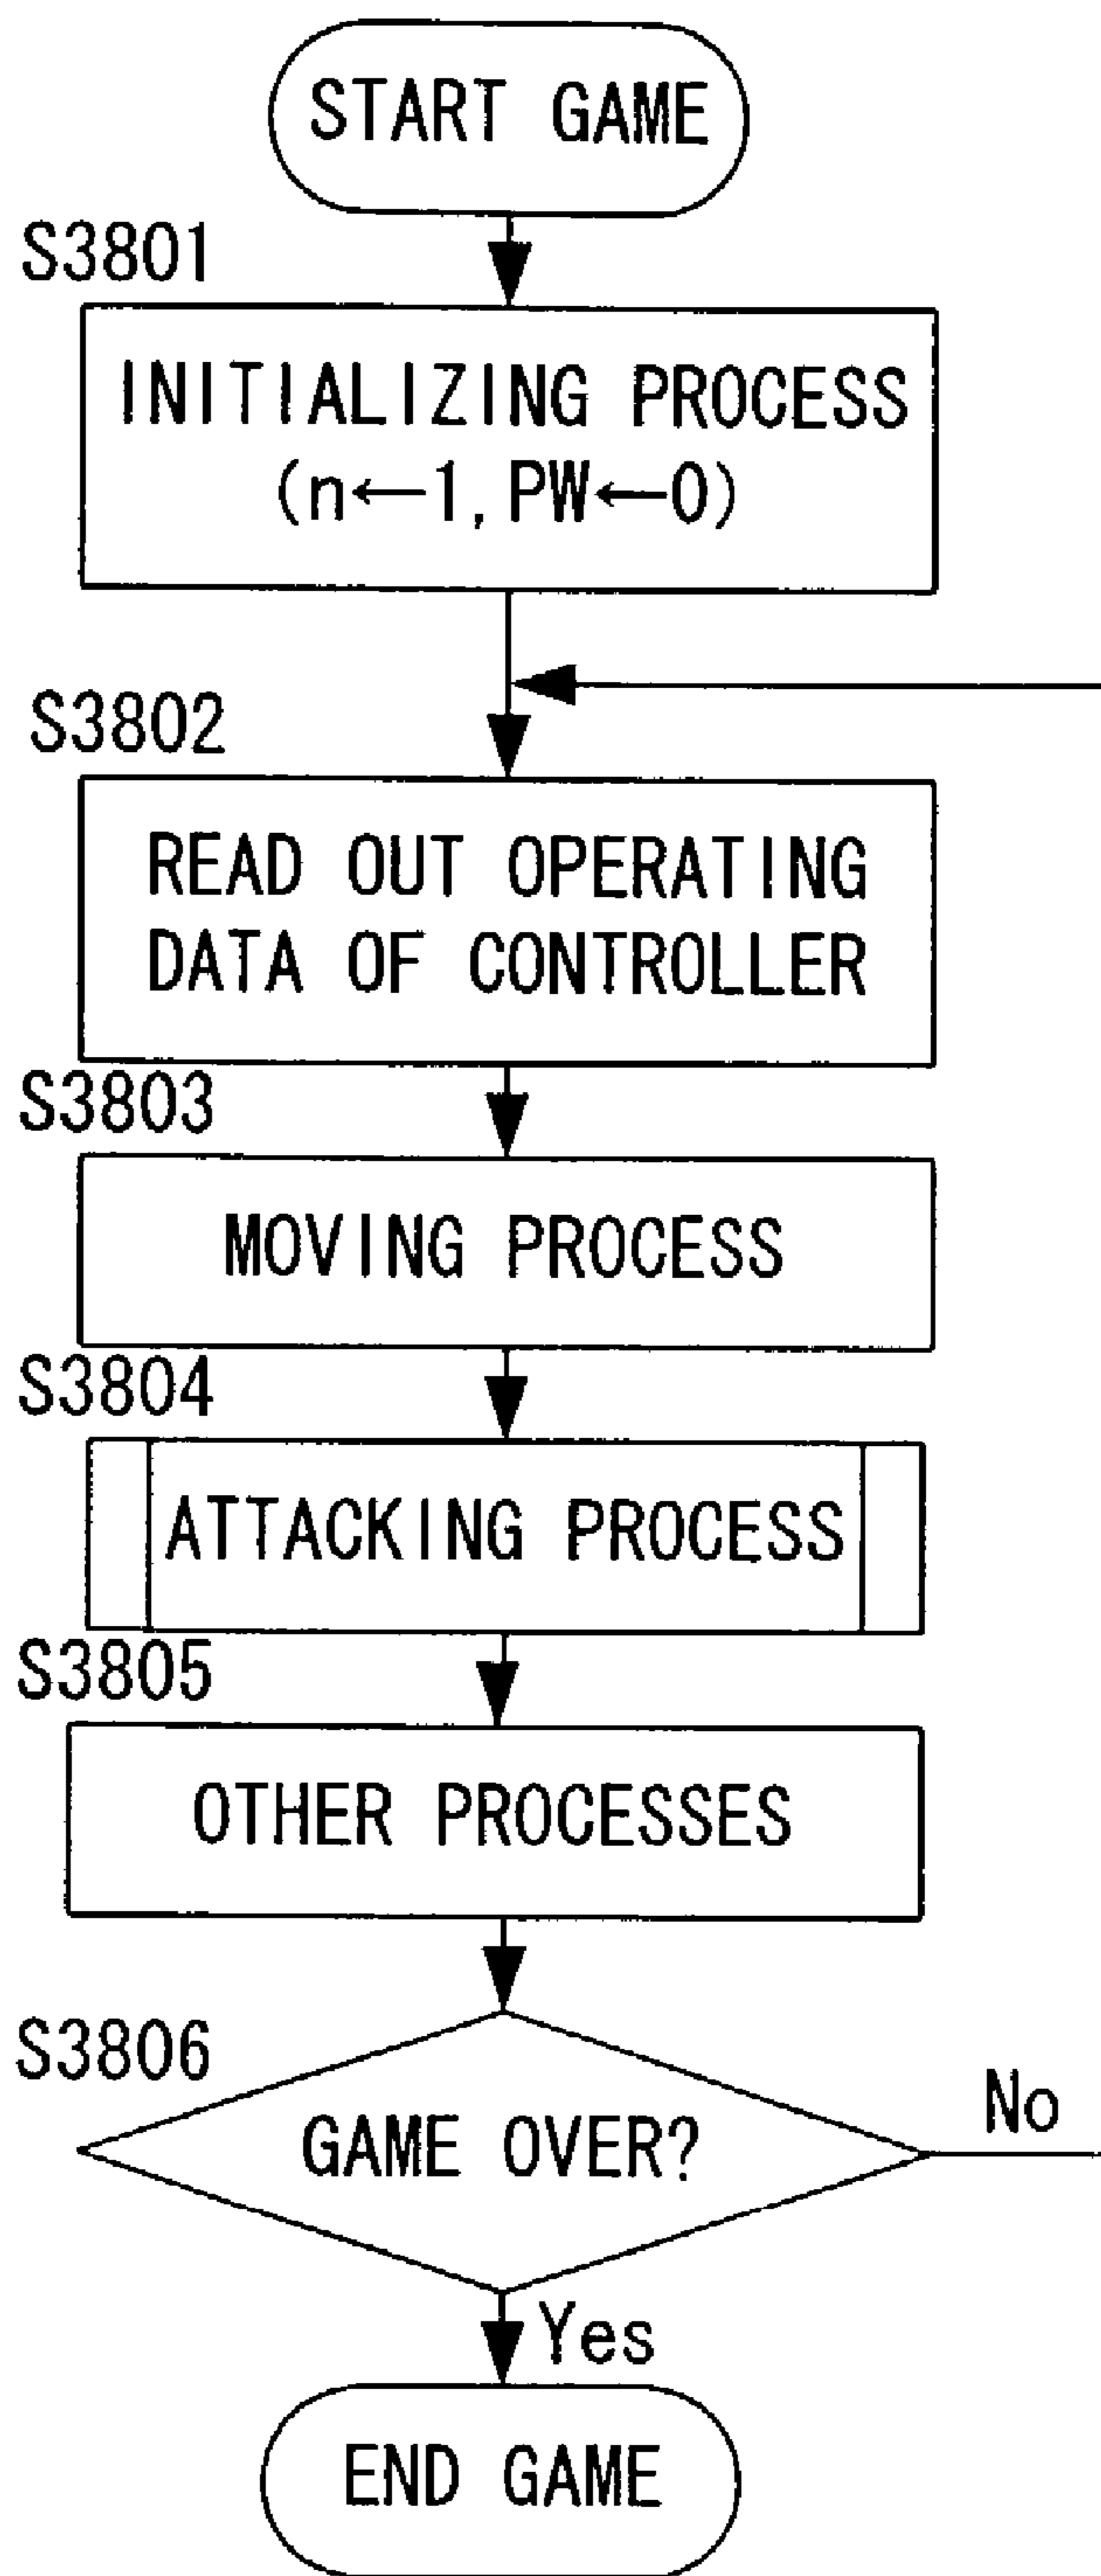 START GAME
S3801
INITIALIZING PROCESS
(n←1, PW←0)
S3802
READ OUT OPERATING
DATA OF CONTROLLER
S3803
MOVING PROCESS
S3804
ATTACKING PROCESS
S3805
OTHER PROCESSES
S3806
GAME OVER?
No
Yes
END GAME